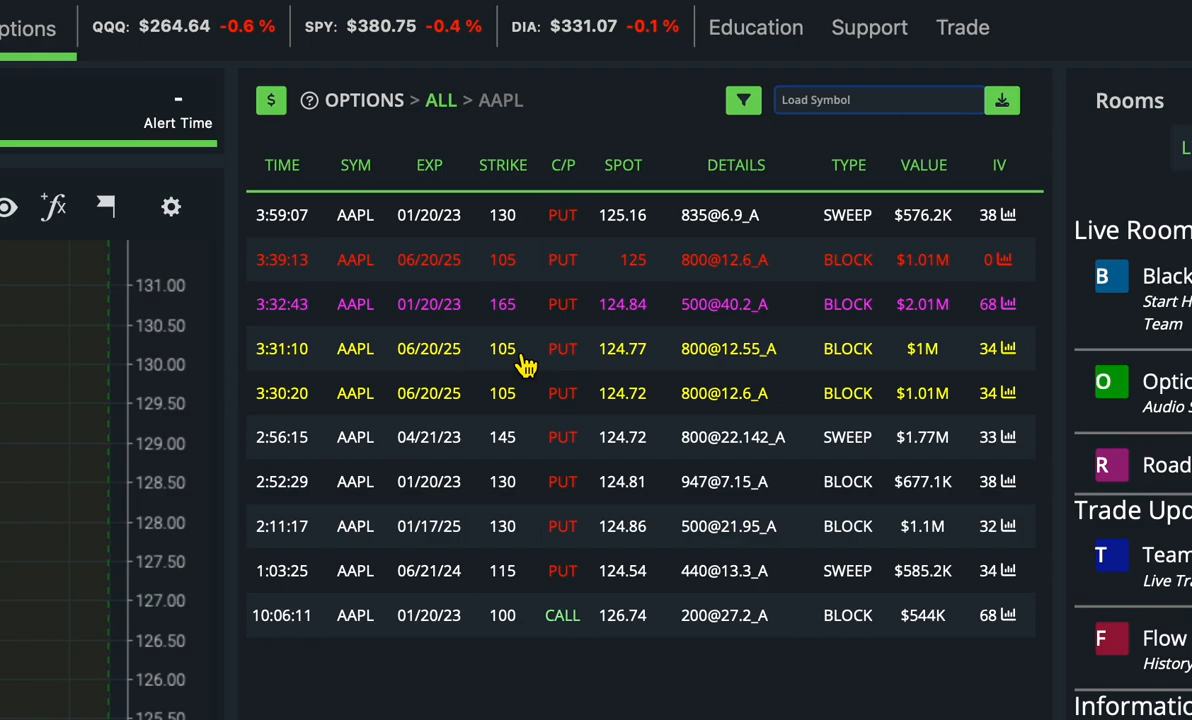 ptions QQQ: $264.64 -0.6 % SPY: $380.75 -0.4 % DIA: $331.07 -0.1 % Education Support Trade
-
Alert Time
$ ? OPTIONS > ALL > AAPL Load Symbol
TIME SYM EXP STRIKE C/P SPOT DETAILS TYPE VALUE IV
3:59:07 AAPL 01/20/23 130 PUT 125.16 835@6.9_A SWEEP $576.2K 38
3:39:13 AAPL 06/20/25 105 PUT 125 800@12.6_A BLOCK $1.01M 0
3:32:43 AAPL 01/20/23 165 PUT 124.84 500@40.2_A BLOCK $2.01M 68
3:31:10 AAPL 06/20/25 105 PUT 124.77 800@12.55_A BLOCK $1M 34
3:30:20 AAPL 06/20/25 105 PUT 124.72 800@12.6_A BLOCK $1.01M 34
2:56:15 AAPL 04/21/23 145 PUT 124.72 800@22.142_A SWEEP $1.77M 33
2:52:29 AAPL 01/20/23 130 PUT 124.81 947@7.15_A BLOCK $677.1K 38
2:11:17 AAPL 01/17/25 130 PUT 124.86 500@21.95_A BLOCK $1.1M 32
1:03:25 AAPL 06/21/24 115 PUT 124.54 440@13.3_A SWEEP $585.2K 34
10:06:11 AAPL 01/20/23 100 CALL 126.74 200@27.2_A BLOCK $544K 68
+fx
131.00
130.50
130.00
129.50
129.00
128.50
128.00
127.50
127.00
126.50
126.00
125.50
Rooms
L
Live Room
B Black
Start H
Team
O Optio
Audio S
R Road
Trade Upd
T Team
Live Tra
F Flow
History
Informatio